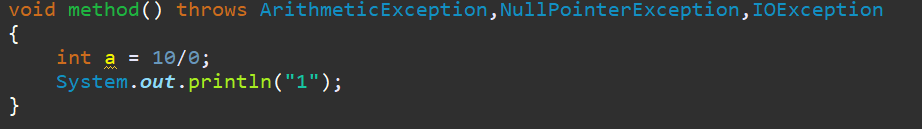 void method() throws ArithmeticException,NullPointerException,IOException
{
    int a = 10/0;
    System.out.println("1");
}